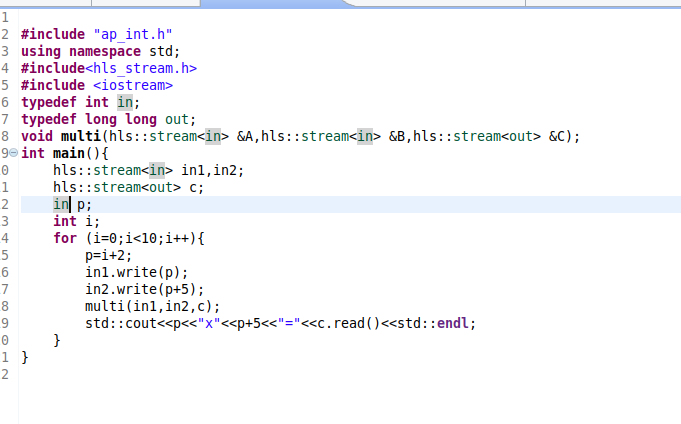 1
2 #include "ap_int.h"
3 using namespace std;
4 #include<hls_stream.h>
5 #include <iostream>
6 typedef int in;
7 typedef long long out;
8 void multi(hls::stream<in> &A,hls::stream<in> &B,hls::stream<out> &C);
9 int main(){
0     hls::stream<in> in1,in2;
1     hls::stream<out> c;
2     in p;
3     int i;
4     for (i=0;i<10;i++){
5         p=i+2;
6         in1.write(p);
7         in2.write(p+5);
8         multi(in1,in2,c);
9         std::cout<<p<<"x"<<p+5<<"="<<c.read()<<std::endl;
0     }
1 }
2